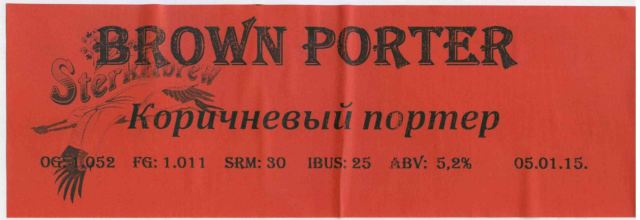 BROWN PORTER
Коричневый портер
OG: 1.052 FG: 1.011 SRM: 30 IBUS: 25 ABV: 5,2% 05.01.15.